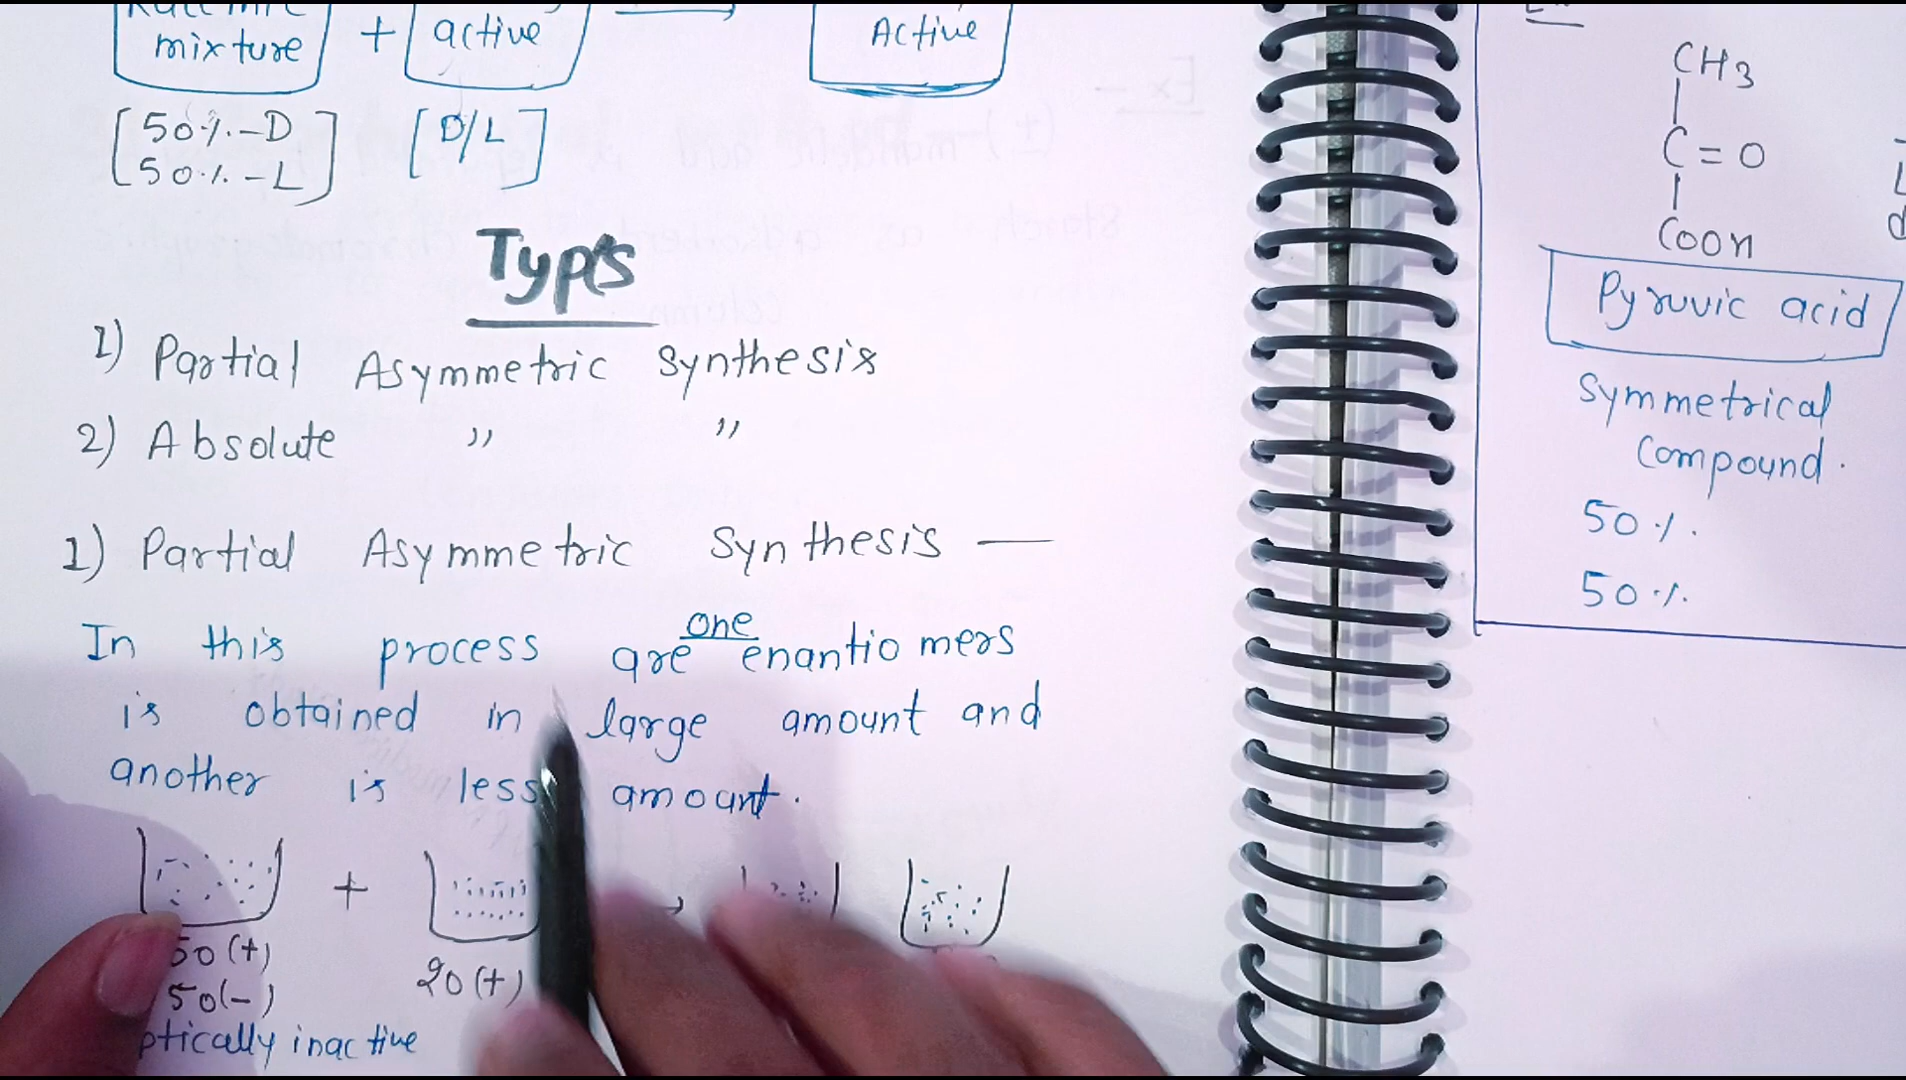 mixture + active Active
[50%-D
50%-L] [D/L]
Types
1) Partial Asymmetric Synthesis
2) Absolute " "
1) Partial Asymmetric Synthesis —
In this process are one enantiomers
is obtained in large amount and
another is less amount.
+
50 (+)
50(-)
20 (+)
optically inactive
CH3
C = O
COOH
Pyruvic acid
Symmetrical
Compound.
50%.
50%.